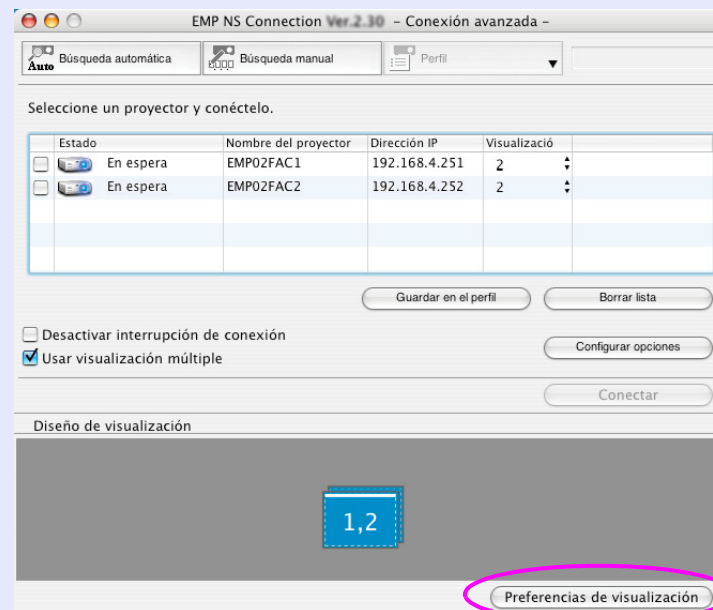 EMP NS Connection Ver.2.30 – Conexión avanzada –
Auto Búsqueda automática Búsqueda manual Perfil
Seleccione un proyector y conéctelo.
Estado Nombre del proyector Dirección IP Visualizació
En espera EMP02FAC1 192.168.4.251 2
En espera EMP02FAC2 192.168.4.252 2
Guardar en el perfil Borrar lista
Desactivar interrupción de conexión
Configurar opciones
Usar visualización múltiple
Conectar
Diseño de visualización
1,2
Preferencias de visualización